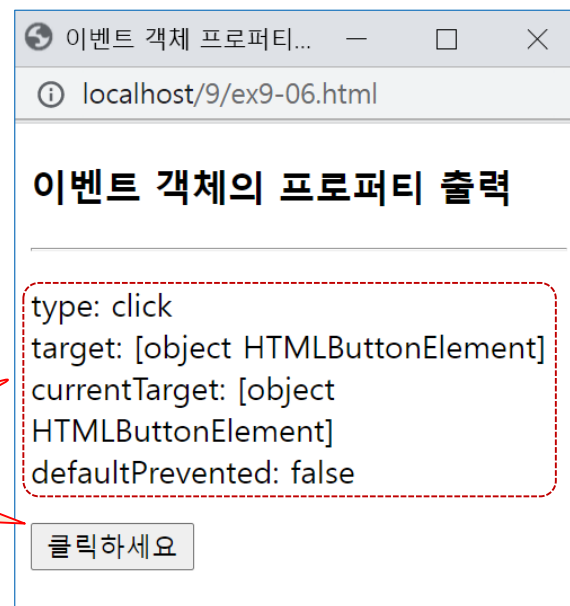 이벤트 객체 프로퍼티...
localhost/9/ex9-06.html
이벤트 객체의 프로퍼티 출력
type: click
target: [object HTMLButtonElement]
currentTarget: [object
HTMLButtonElement]
defaultPrevented: false
클릭하세요